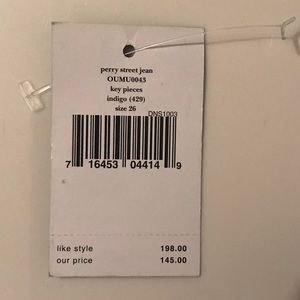 perry street jean
OUMU0043
key pieces
indigo (429)
size 26
DNS1003
7 16453 04414 9
like style 198.00
our price 145.00